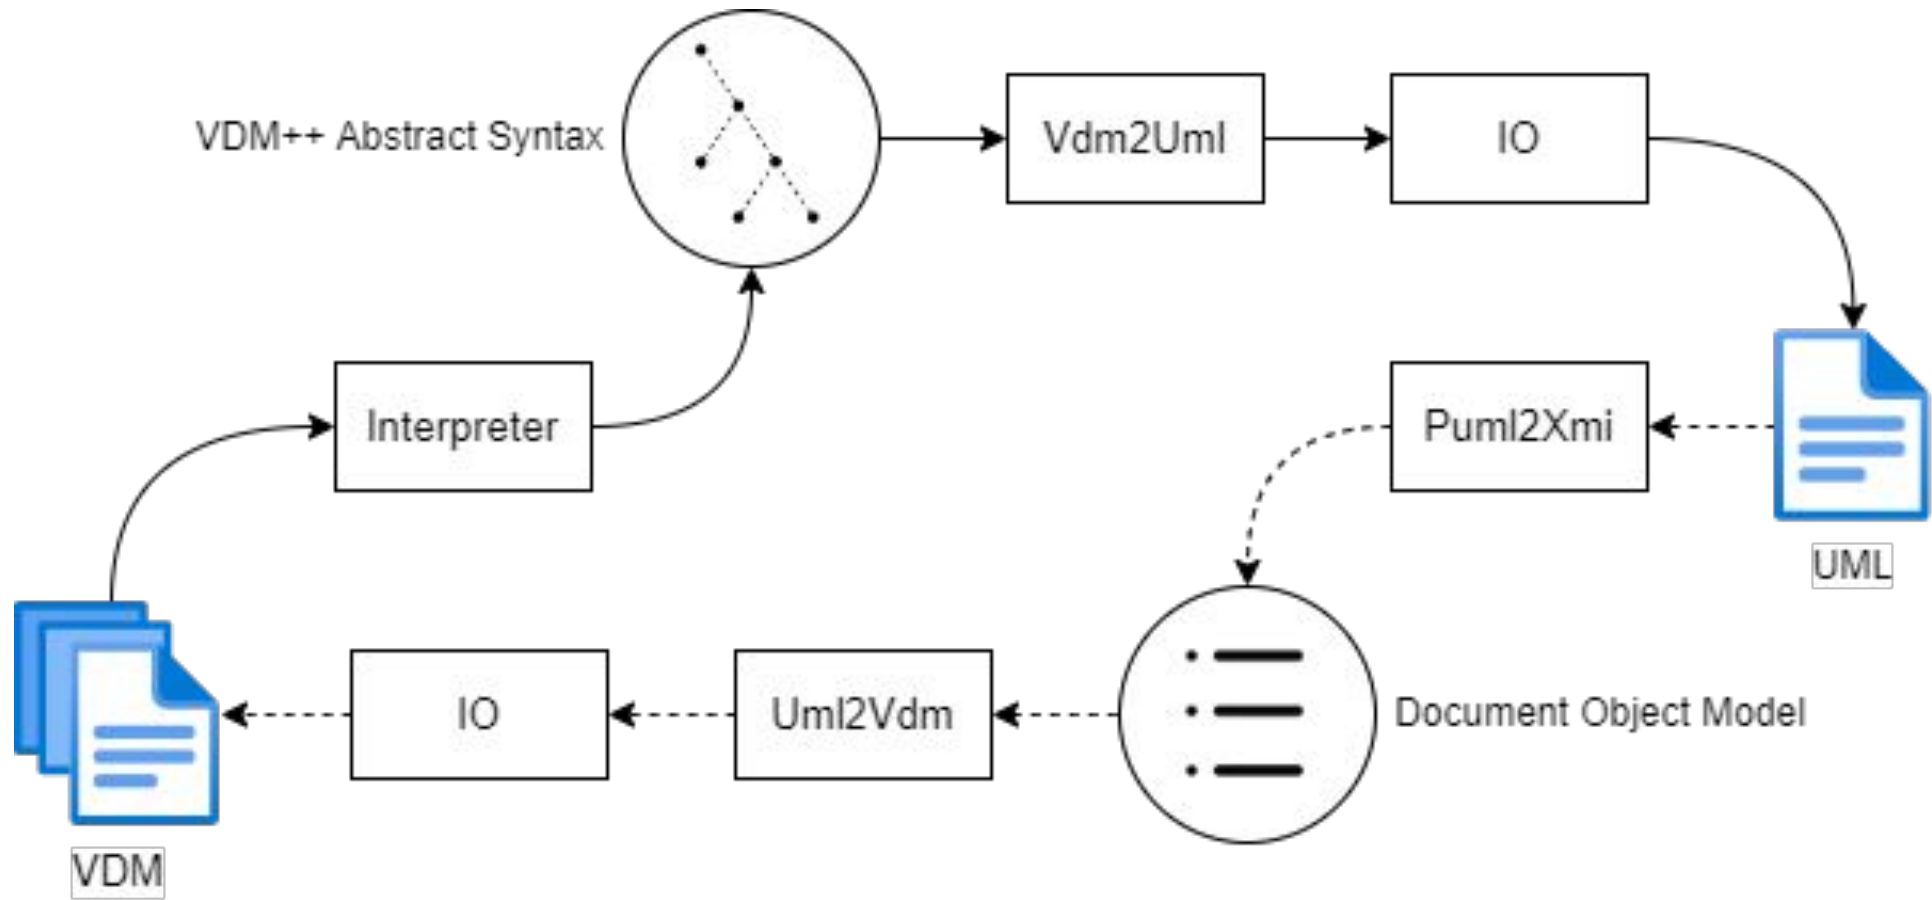 VDM++ Abstract Syntax
Vdm2Uml
IO
Interpreter
Puml2Xmi
UML
IO
Uml2Vdm
Document Object Model
VDM